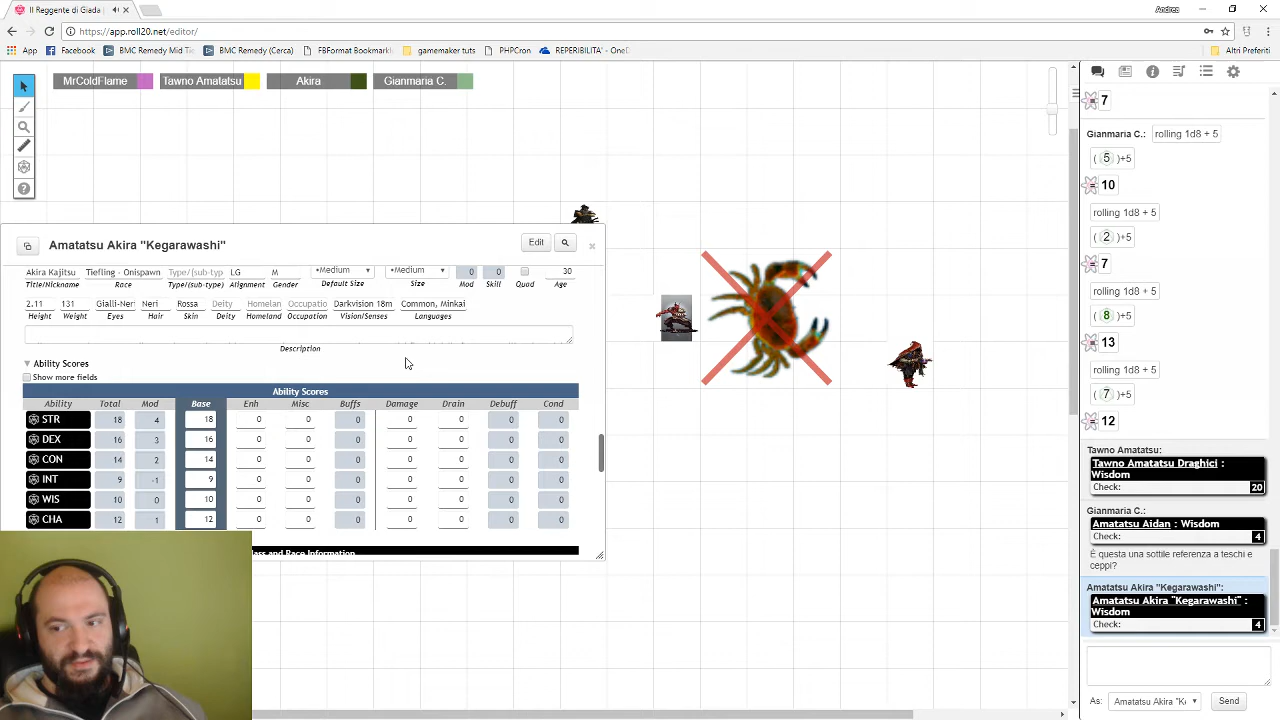 Il Reggente di Giada |
Andrea
https://app.roll20.net/editor/
App Facebook BMC Remedy Mid Tie BMC Remedy (Cerca) FBFormat Bookmark gamemaker tuts PHPCron REPERIBILITA' - OneD Altri Preferiti
MrColdFlame Tawno Amatatsu Akira Gianmaria C.
Amatatsu Akira "Kegarawashi"
Edit
Akira Kajitsu Tiefling - Onispawn Type/(sub-typ LG M •Medium •Medium 0 0 30
Title/Nickname Race Type/(sub-type) Alignment Gender Default Size Size Mod Skill Quad Age
2.11 131 Gialli-Neri Neri Rossa Deity Homelan Occupation Darkvision 18m Common, Minkai
Height Weight Eyes Hair Skin Deity Homeland Occupation Vision/Senses Languages
Description
Ability Scores
Show more fields
Ability Scores
Ability Total Mod Base Enh Misc Buffs Damage Drain Debuff Cond
STR 18 4 18 0 0 0 0 0 0 0
DEX 16 3 16 0 0 0 0 0 0 0
CON 14 2 14 0 0 0 0 0 0 0
INT 9 -1 9 0 0 0 0 0 0 0
WIS 10 0 10 0 0 0 0 0 0 0
CHA 12 1 12 0 0 0 0 0 0 0
lass and Race Information
7
Gianmaria C.: rolling 1d8 + 5
( 5 )+5
10
rolling 1d8 + 5
( 2 )+5
7
rolling 1d8 + 5
( 8 )+5
13
rolling 1d8 + 5
( 7 )+5
12
Tawno Amatatsu:
Tawno Amatatsu Draghici :
Wisdom
Check: 20
Gianmaria C.:
Amatatsu Aidan : Wisdom
Check: 4
È questa una sottile referenza a teschi e
ceppi?
Amatatsu Akira "Kegarawashi":
Amatatsu Akira "Kegarawashi" :
Wisdom
Check: 4
As: Amatatsu Akira "Ke Send